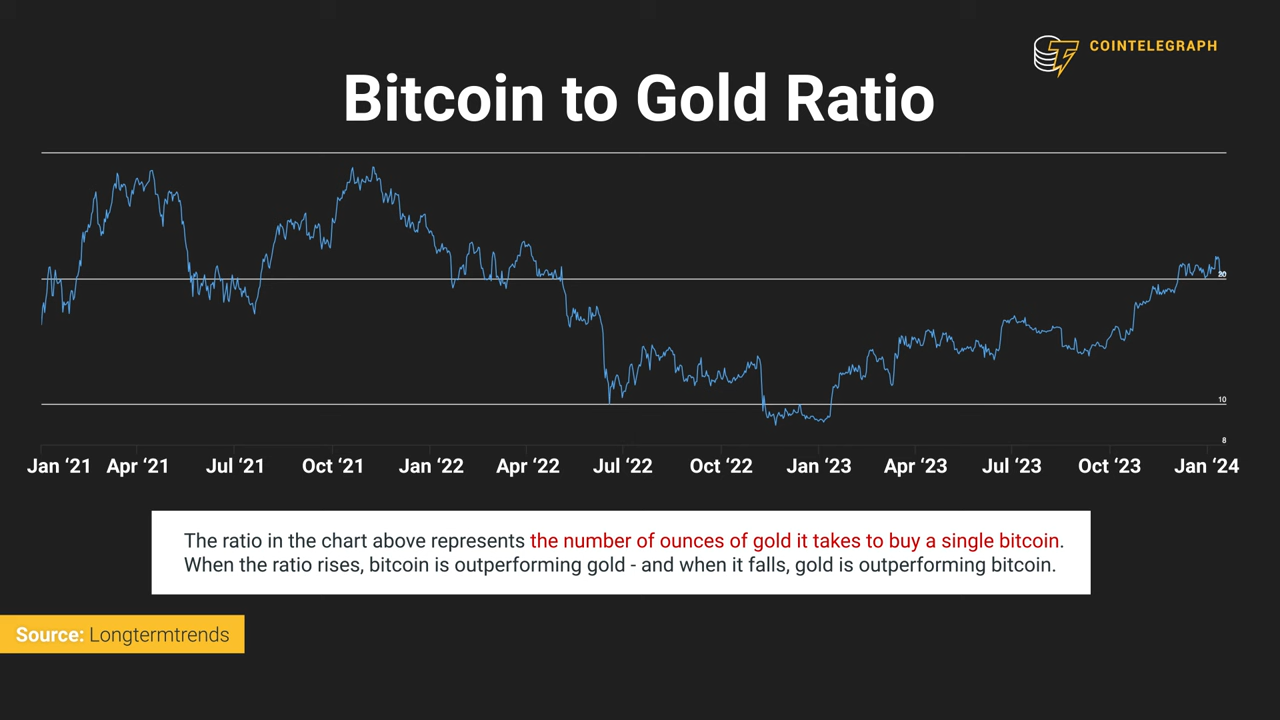 COINTELEGRAPH
Bitcoin to Gold Ratio
20
10
8
Jan ‘21 Apr ‘21 Jul ‘21 Oct ‘21 Jan ‘22 Apr ‘22 Jul ‘22 Oct ‘22 Jan ‘23 Apr ‘23 Jul ‘23 Oct ‘23 Jan ‘24
The ratio in the chart above represents the number of ounces of gold it takes to buy a single bitcoin.
When the ratio rises, bitcoin is outperforming gold - and when it falls, gold is outperforming bitcoin.
Source: Longtermtrends